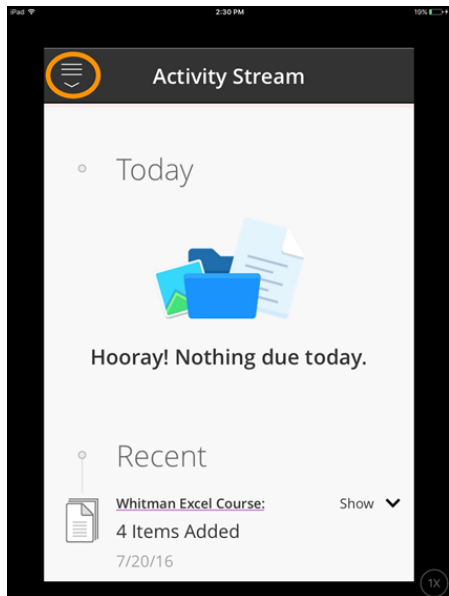 iPad 2:30 PM 19%
Activity Stream
Today
Hooray! Nothing due today.
Recent
Whitman Excel Course: Show
4 Items Added
7/20/16
1X